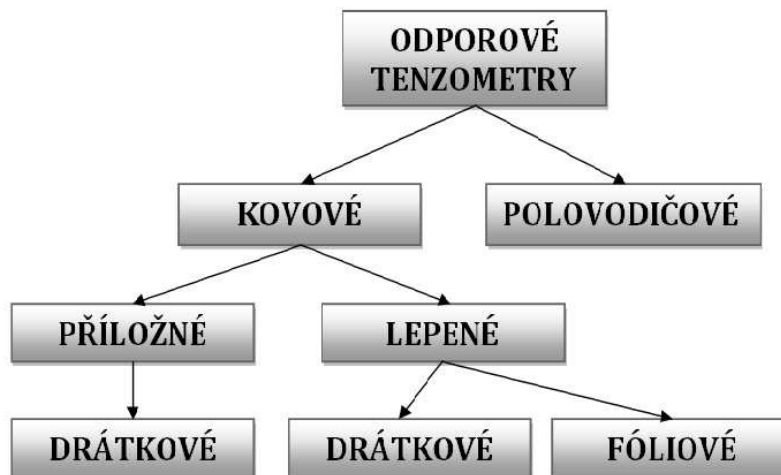 ODPOROVÉ
TENZOMETRY
KOVOVÉ
POLOVODIČOVÉ
PŘÍLOŽNÉ
LEPENÉ
DRÁTKOVÉ
DRÁTKOVÉ
FÓLIOVÉ